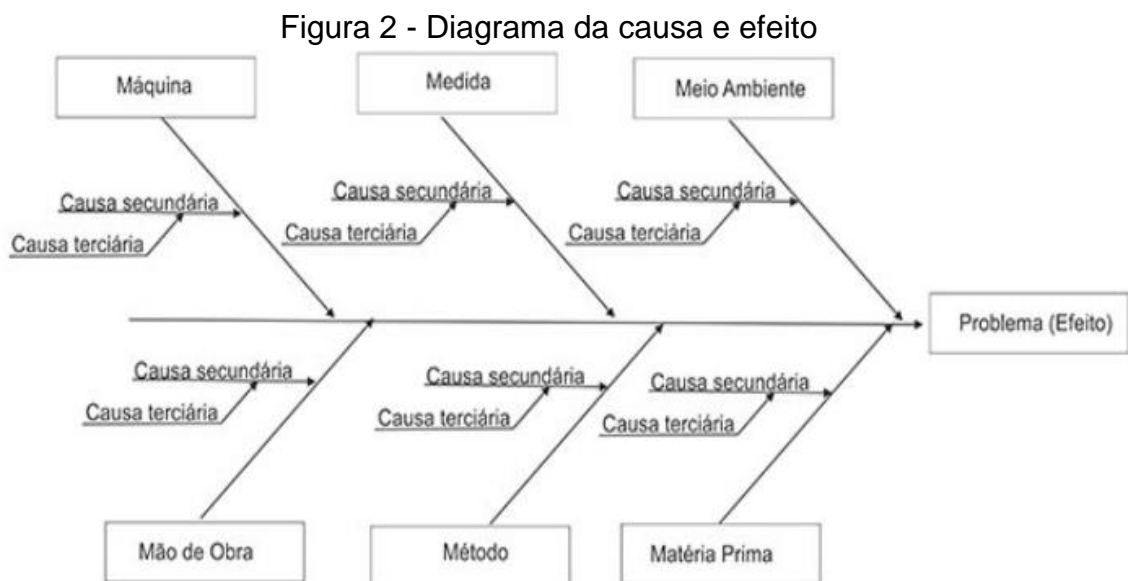 Figura 2 - Diagrama da causa e efeito
Máquina
Medida
Meio Ambiente
Causa secundária
Causa terciária
Causa secundária
Causa terciária
Causa secundária
Causa terciária
Problema (Efeito)
Causa secundária
Causa terciária
Causa secundária
Causa terciária
Causa secundária
Causa terciária
Mão de Obra
Método
Matéria Prima